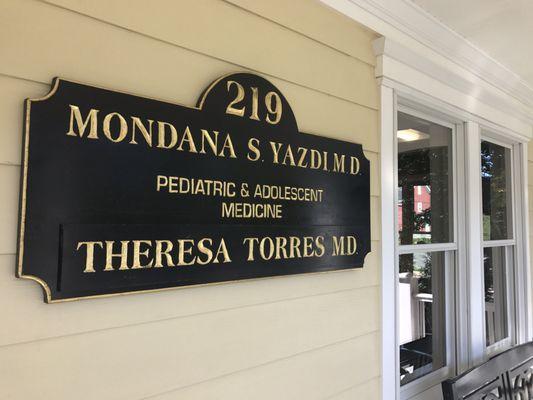 219
MONDANA S. YAZDI, M.D.
PEDIATRIC & ADOLESCENT
MEDICINE
THERESA TORRES MD.